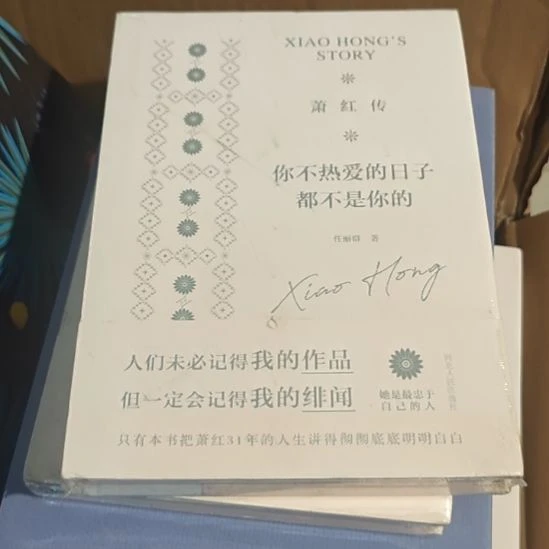 XIAO HONG'S
STORY
萧红传
你不热爱的日子
都不是你的
著
Xiao Hong
人们未必记得我的作品
但一定会记得我的绯闻
她是最忠于
自己的人
只有本书把萧红31年的人生讲得彻彻底底明明白白